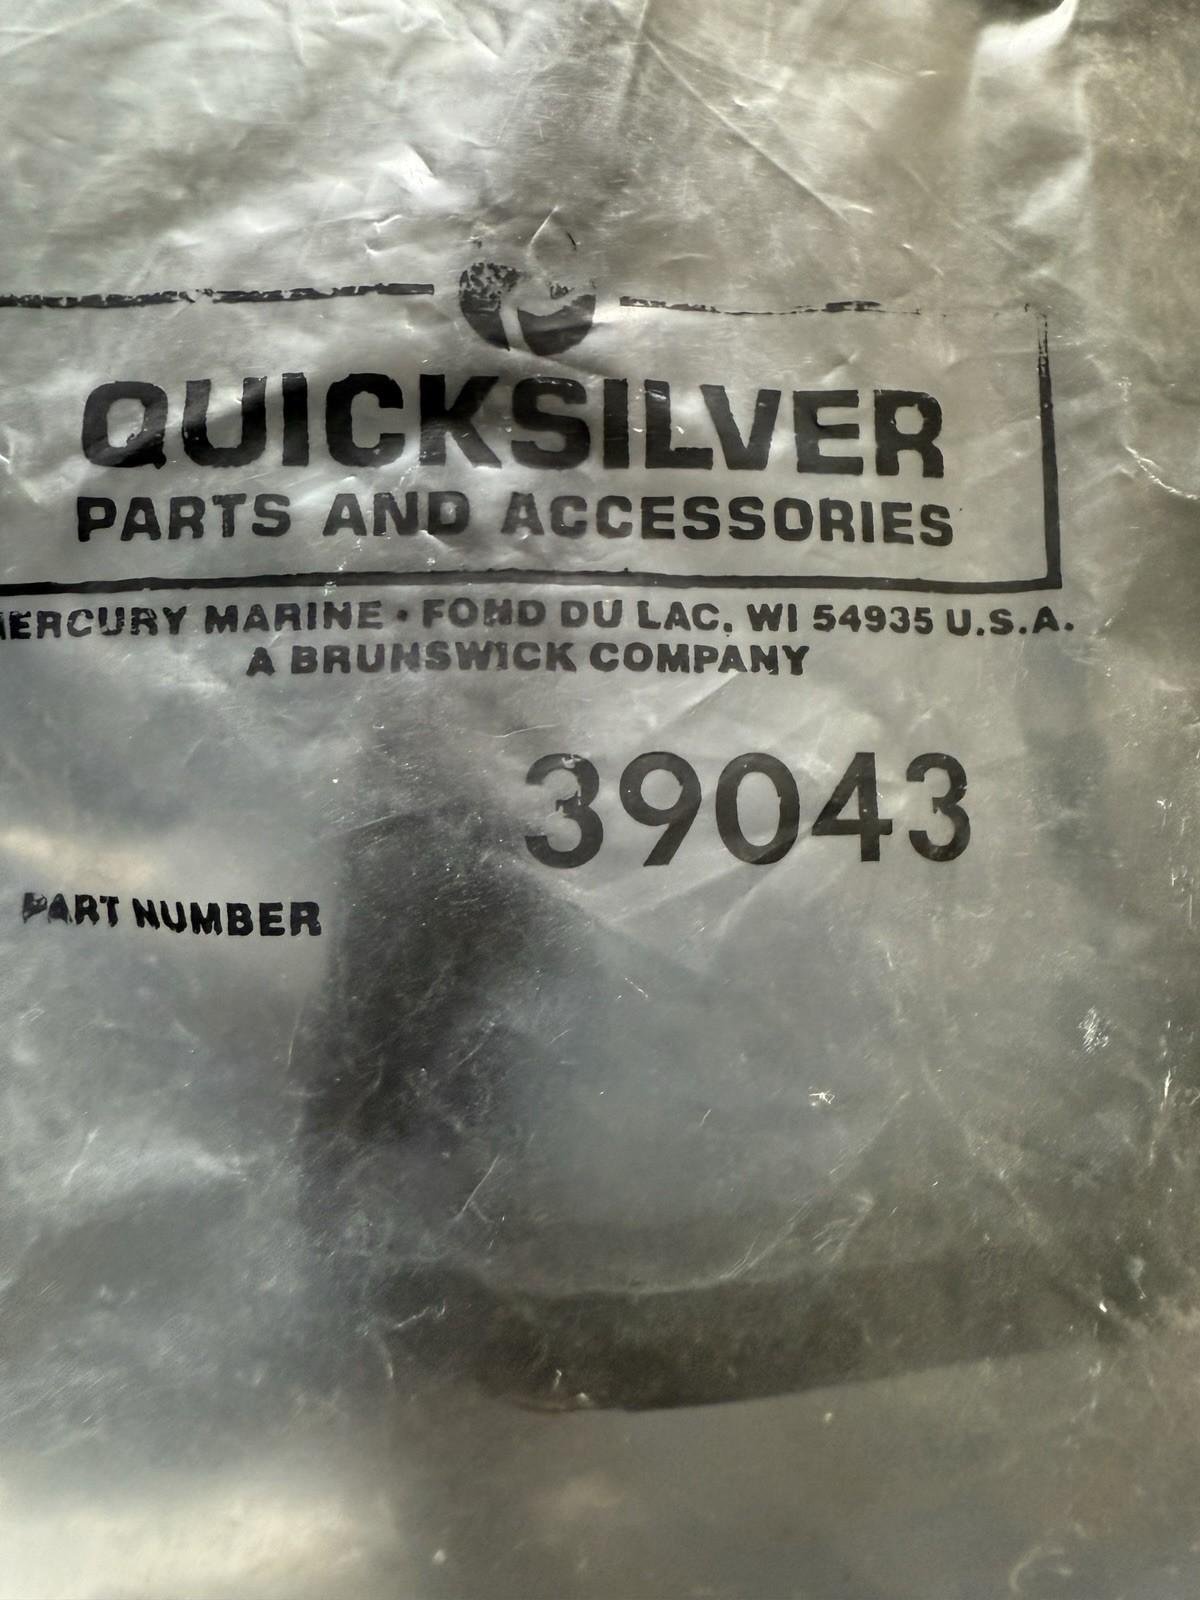 QUICKSILVER
PARTS AND ACCESSORIES
MERCURY MARINE • FOND DU LAC, WI 54935 U.S.A.
A BRUNSWICK COMPANY
39043
PART NUMBER